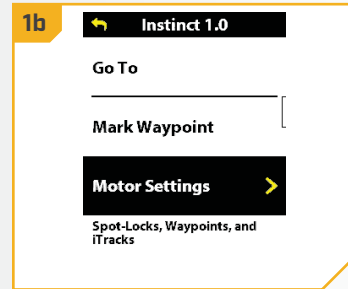 1b
Instinct 1.0
Go To
Mark Waypoint
Motor Settings
Spot-Locks, Waypoints, and
iTracks